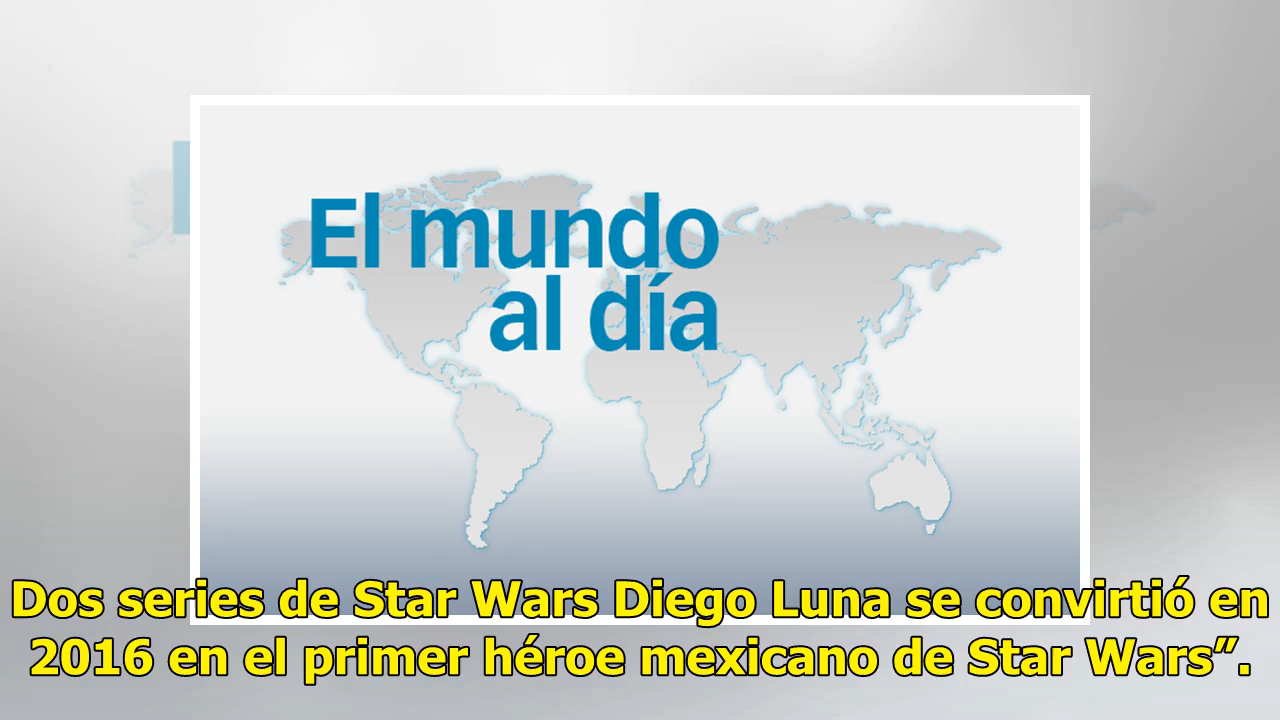 El mundo
al día
Dos series de Star Wars Diego Luna se convirtió en
2016 en el primer héroe mexicano de Star Wars”.